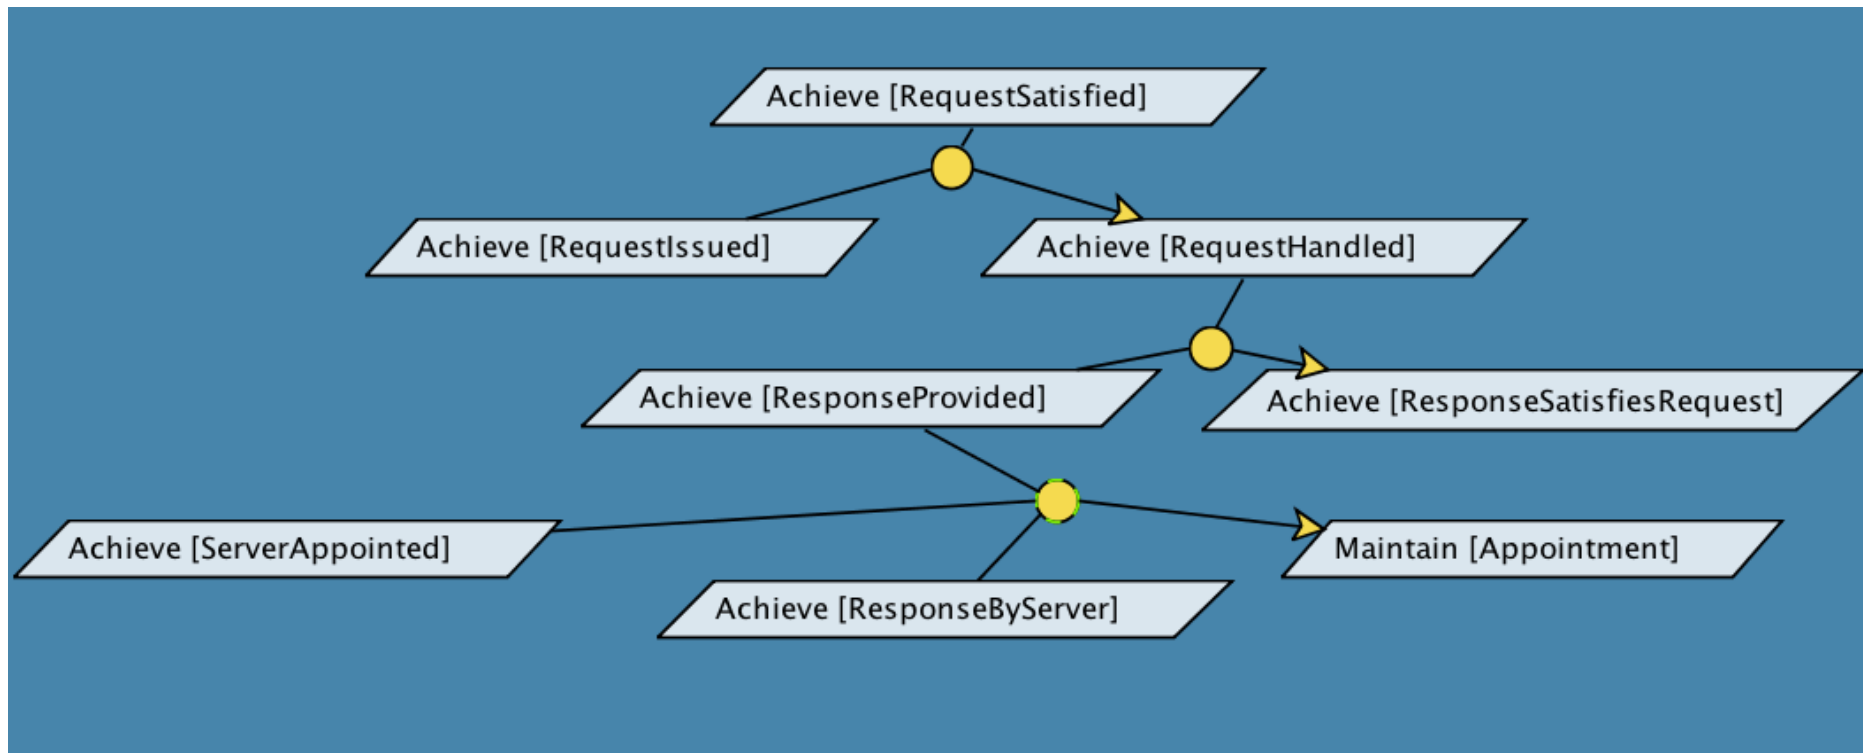 Achieve [RequestSatisfied]
Achieve [RequestIssued]
Achieve [RequestHandled]
Achieve [ResponseProvided]
Achieve [ResponseSatisfiesRequest]
Achieve [ServerAppointed]
Maintain [Appointment]
Achieve [ResponseByServer]